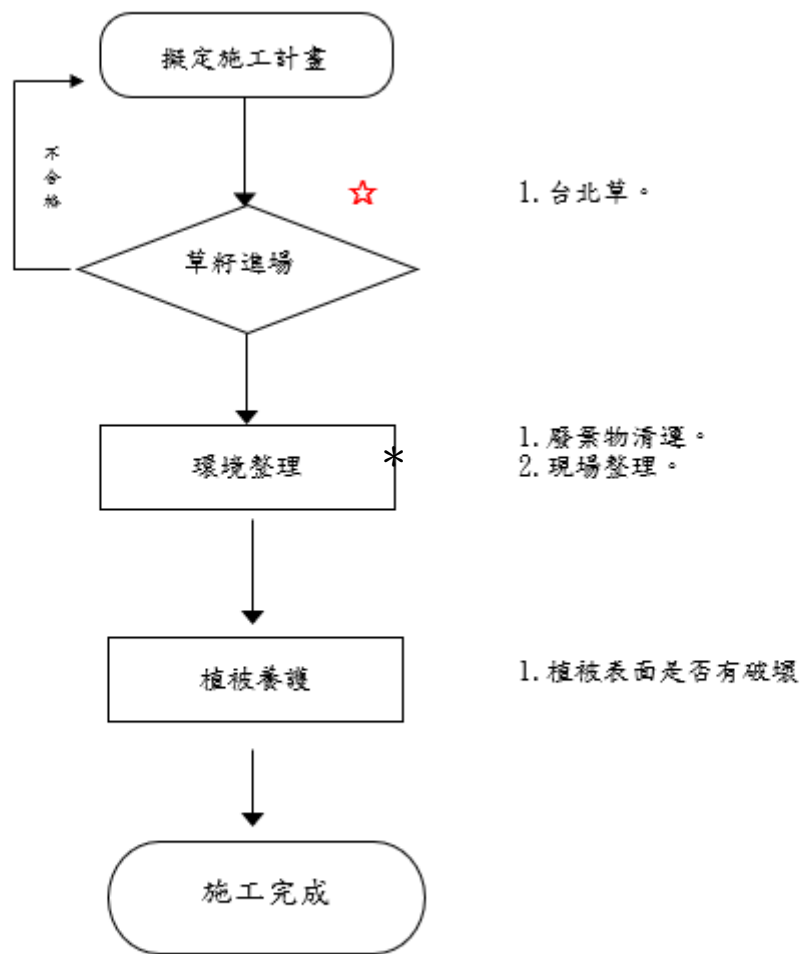 擬定施工計畫
不合格
☆
1.台北草。
草籽進場
環境整理
*
1.廢棄物清運。
2.現場整理。
植被養護
1.植被表面是否有破壞
施工完成